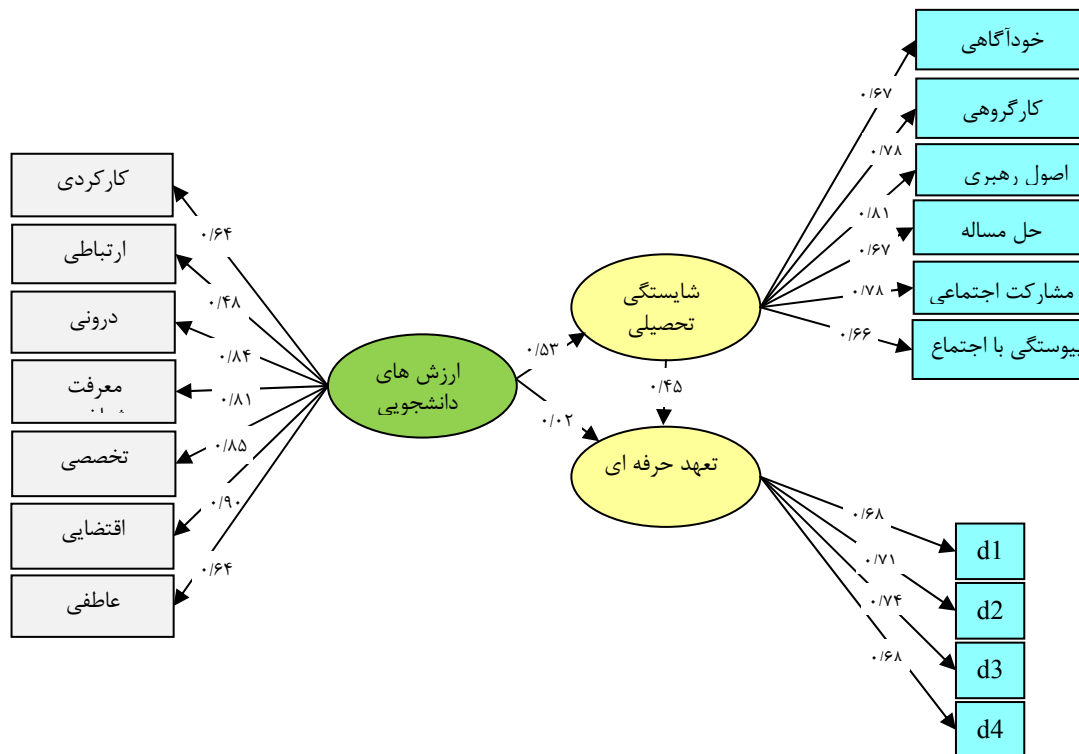 خودآگاهی
کارگروهی
اصول رهبری
حل مساله
مشارکت اجتماعی
پیوستگی با اجتماع
۰/۶۷
۰/۷۸
۰/۸۱
۰/۶۷
۰/۷۸
۰/۶۶
شایستگی
تحصیلی
۰/۵۳
۰/۴۵
۰/۰۲
ارزش های
دانشجویی
تعهد حرفه ای
کارکردی
ارتباطی
درونی
معرفت
تخصصی
اقتضایی
عاطفی
۰/۶۴
۰/۴۸
۰/۸۴
۰/۸۱
۰/۸۵
۰/۹۰
۰/۶۴
۰/۶۸
۰/۷۱
۰/۷۴
۰/۶۸
d1
d2
d3
d4